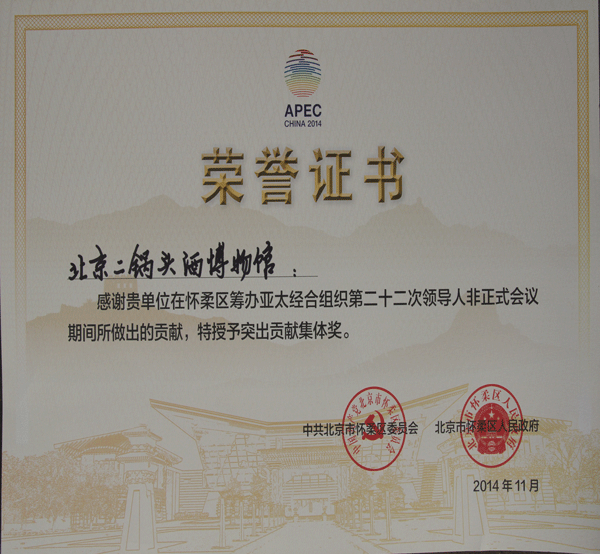 APEC
CHINA 2014
荣誉证书
北京二锅头酒博物馆：
感谢贵单位在怀柔区筹办亚太经合组织第二十二次领导人非正式会议
期间所做出的贡献，特授予突出贡献集体奖。
中共北京市怀柔区委员会 北京市怀柔区人民政府
2014年11月